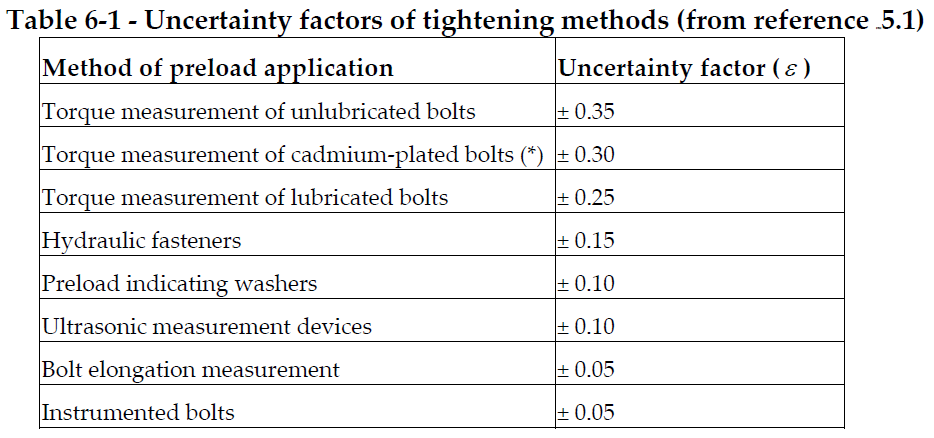 Table 6-1 - Uncertainty factors of tightening methods (from reference 5.1)
Method of preload application Uncertainty factor ( ε )
Torque measurement of unlubricated bolts ± 0.35
Torque measurement of cadmium-plated bolts (*) ± 0.30
Torque measurement of lubricated bolts ± 0.25
Hydraulic fasteners ± 0.15
Preload indicating washers ± 0.10
Ultrasonic measurement devices ± 0.10
Bolt elongation measurement ± 0.05
Instrumented bolts ± 0.05